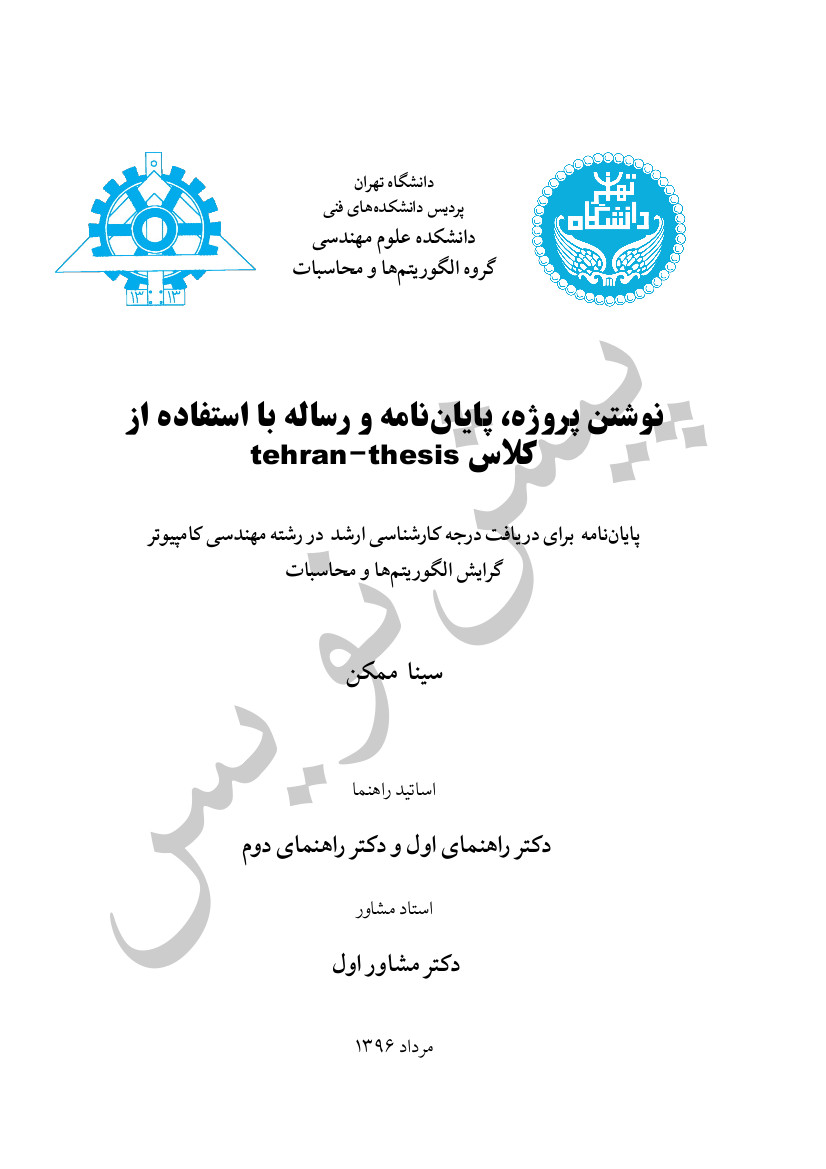 دانشگاه تهران
پردیس دانشکده‌های فنی
دانشکده علوم مهندسی
گروه الگوریتم‌ها و محاسبات
تهران
دانشگاه
۱۳ ۱۳
نوشتن پروژه، پایان‌نامه و رساله با استفاده از
کلاس tehran-thesis
پایان‌نامه برای دریافت درجه کارشناسی ارشد در رشته مهندسی کامپیوتر
گرایش الگوریتم‌ها و محاسبات
سینا ممکن
اساتید راهنما
دکتر راهنمای اول و دکتر راهنمای دوم
استاد مشاور
دکتر مشاور اول
مرداد ۱۳۹۶
پیش‌نویس